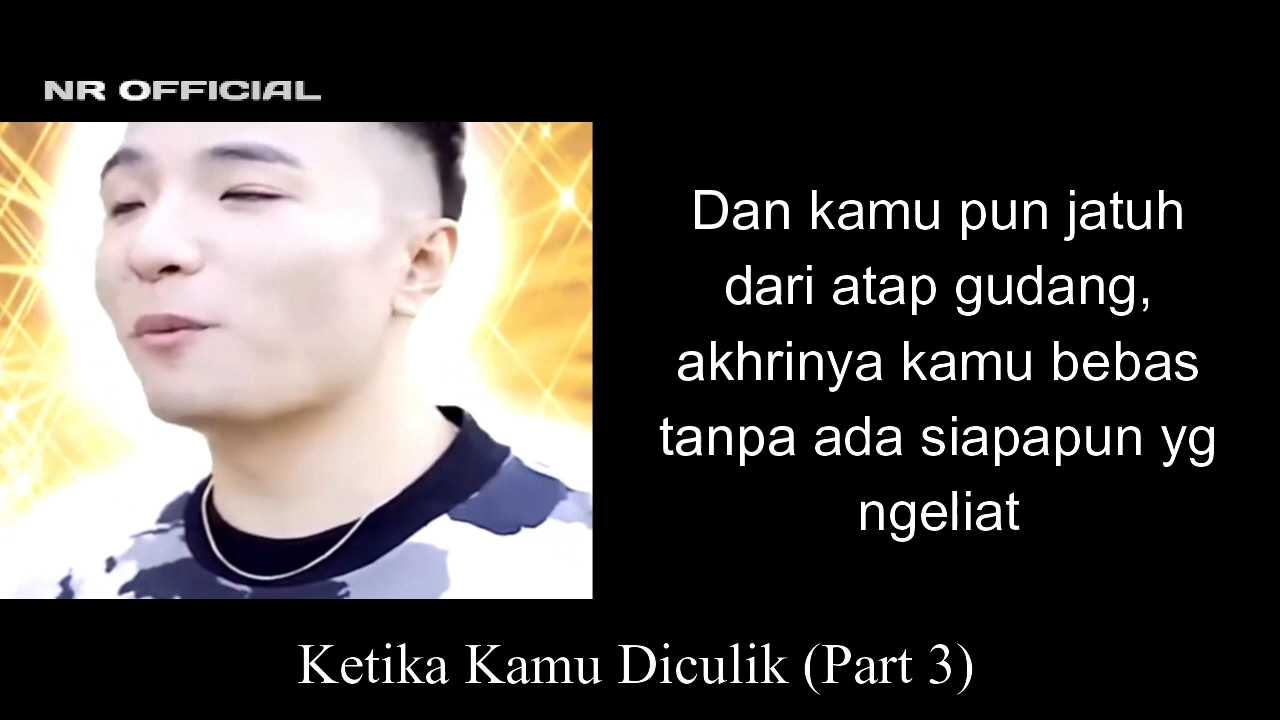 NR OFFICIAL
Dan kamu pun jatuh
dari atap gudang,
akhrinya kamu bebas
tanpa ada siapapun yg
ngeliat
Ketika Kamu Diculik (Part 3)